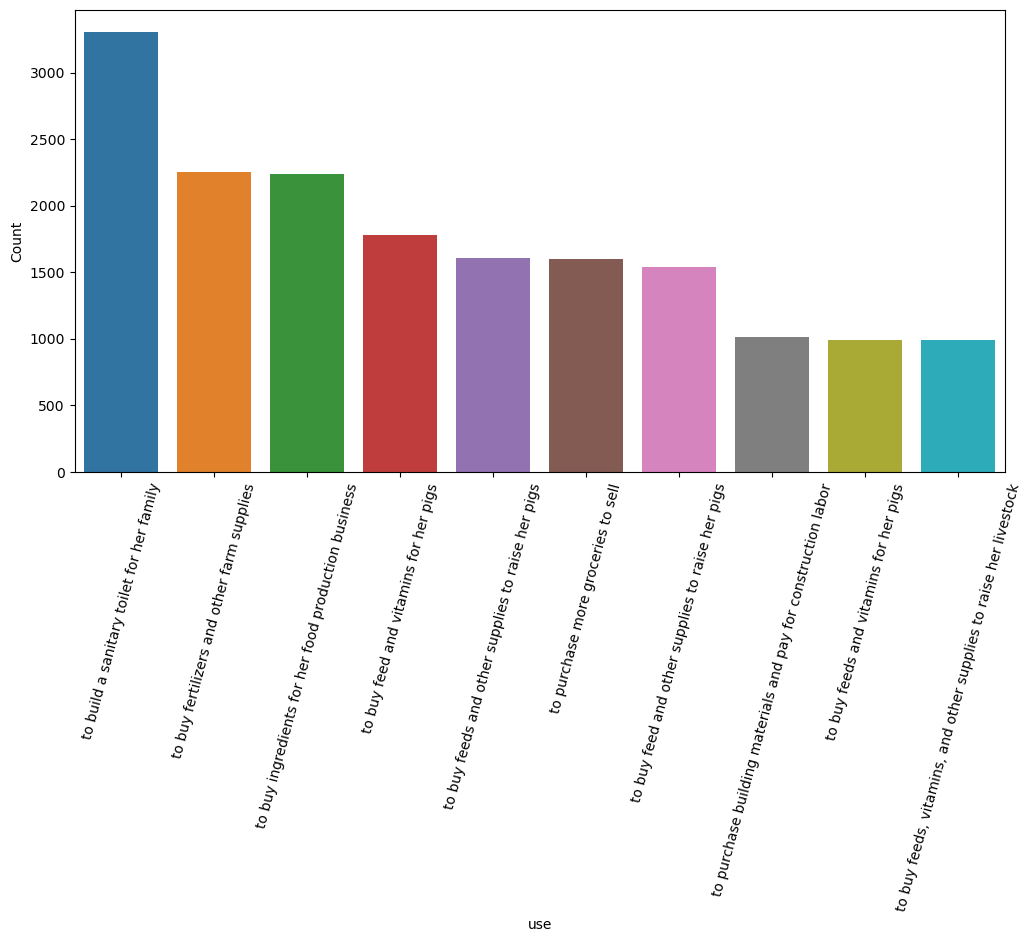 3000
2500
2000
1500
1000
500
0
Count
to build a sanitary toilet for her family
to buy fertilizers and other farm supplies
to buy ingredients for her food production business
to buy feed and vitamins for her pigs
to buy feeds and other supplies to raise her pigs
to purchase more groceries to sell
to buy feed and other supplies to raise her pigs
to purchase building materials and pay for construction labor
to buy feeds and vitamins for her pigs
to buy feeds, vitamins, and other supplies to raise her livestock
use